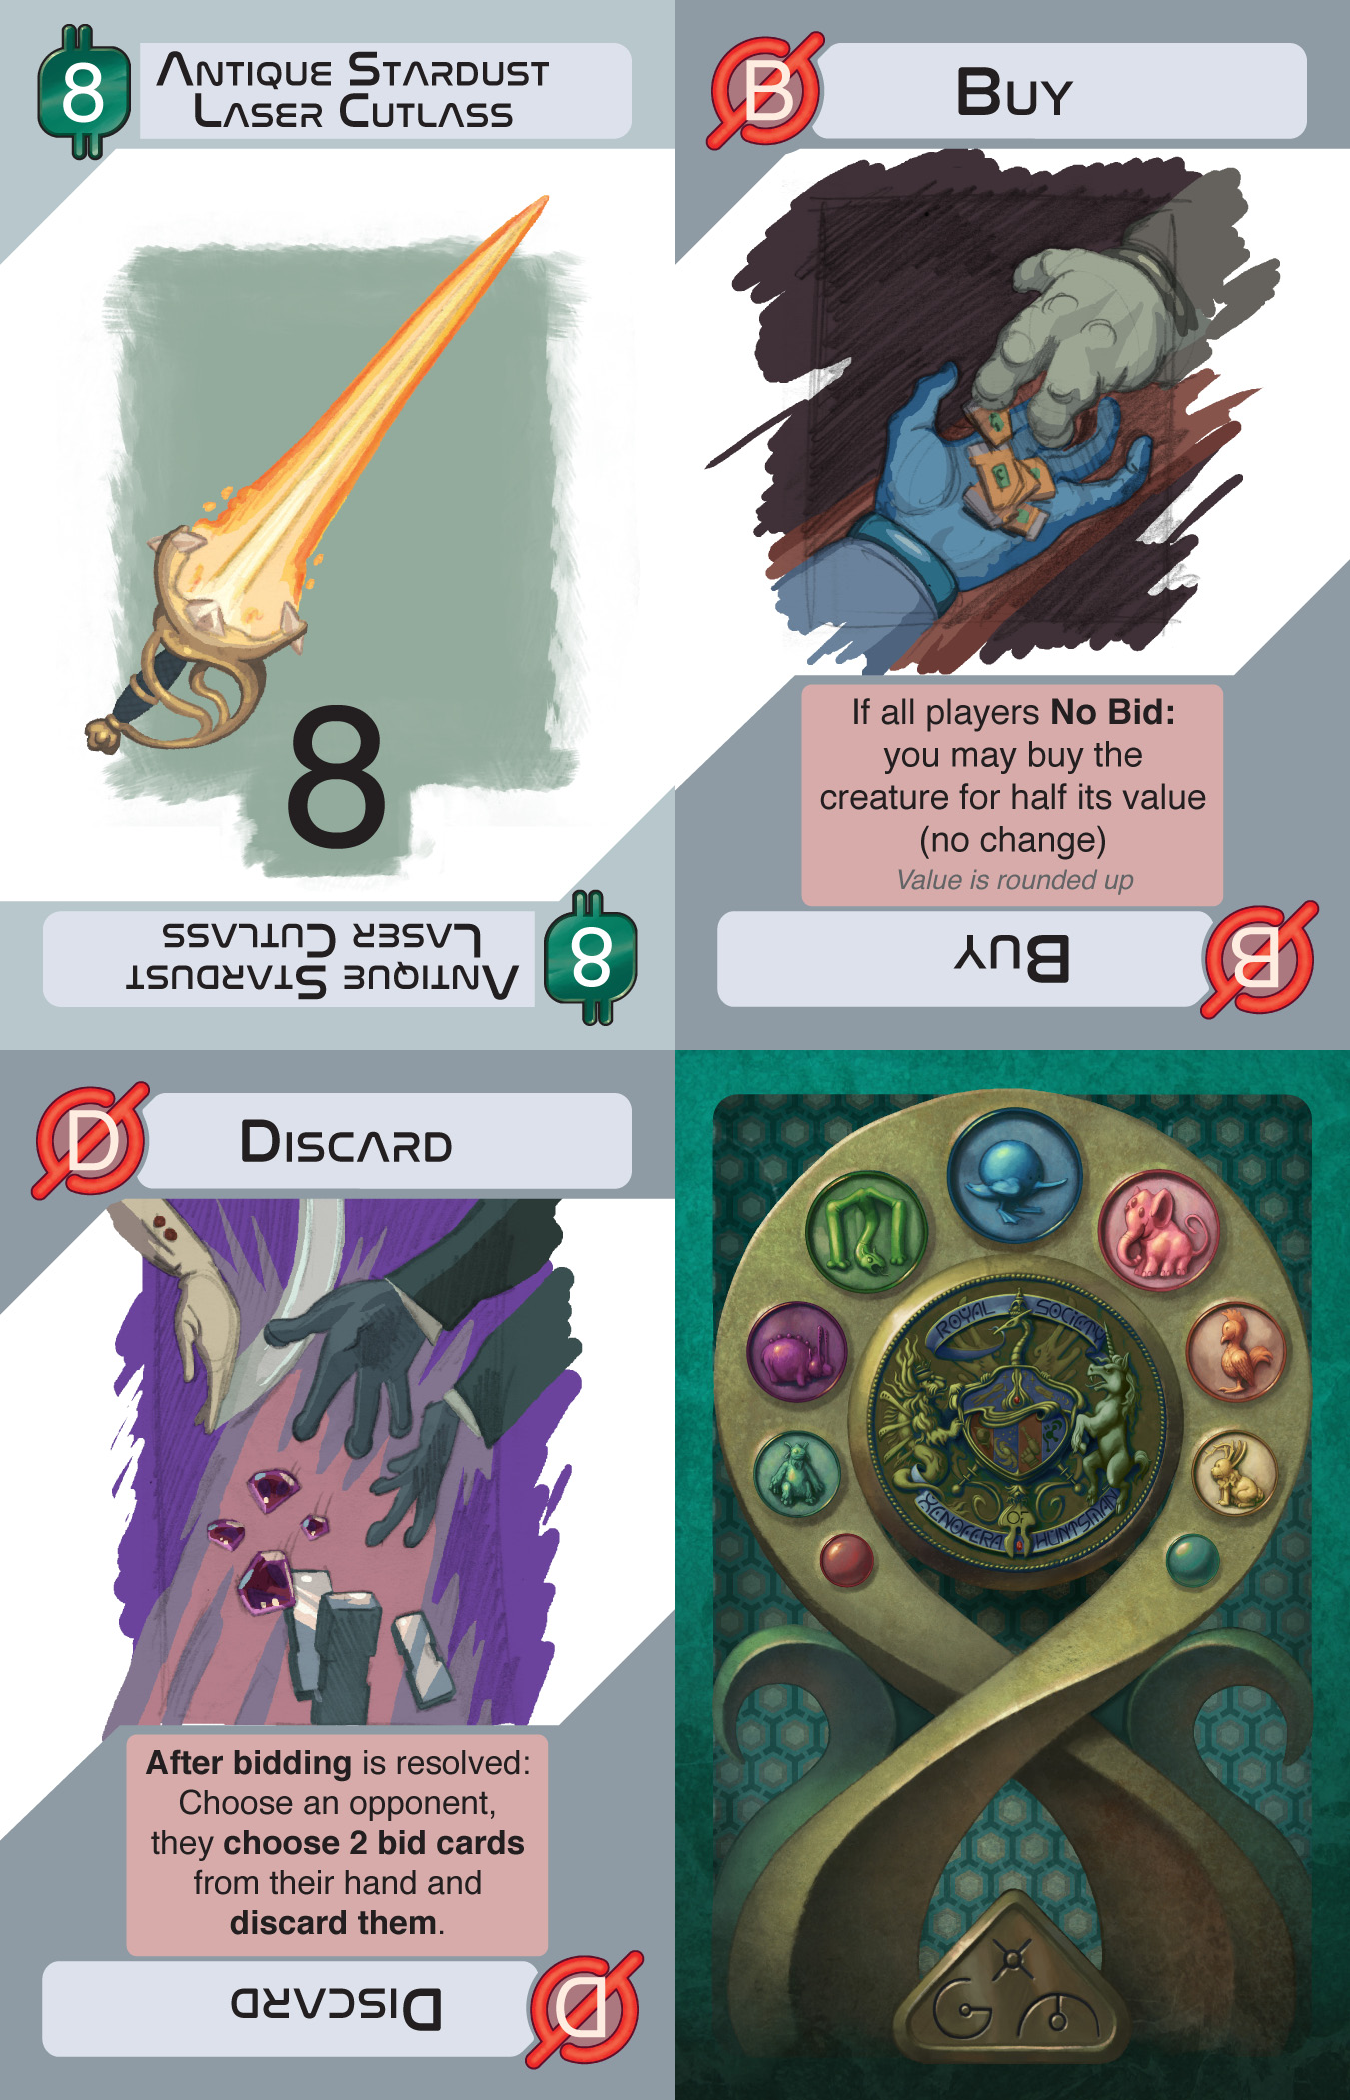 8
Antique Stardust
Laser Cutlass
8
8
Antique Stardust
Laser Cutlass
B
Buy
If all players No Bid:
you may buy the
creature for half its value
(no change)
Value is rounded up
B
Buy
D
Discard
After bidding is resolved:
Choose an opponent,
they choose 2 bid cards
from their hand and
discard them.
D
Discard
ROYAL SOCIETY
OF
XENOFERA HUNTSMAN